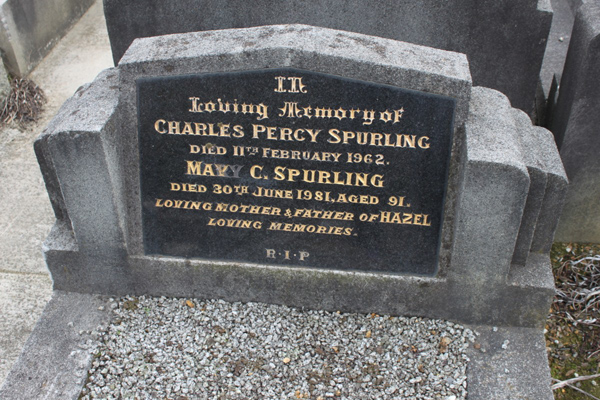 In
Loving Memory of
CHARLES PERCY SPURLING
DIED 11TH FEBRUARY 1962.
MARY C. SPURLING
DIED 30TH JUNE 1981, AGED 91.
LOVING MOTHER & FATHER OF HAZEL
LOVING MEMORIES.
R·I·P